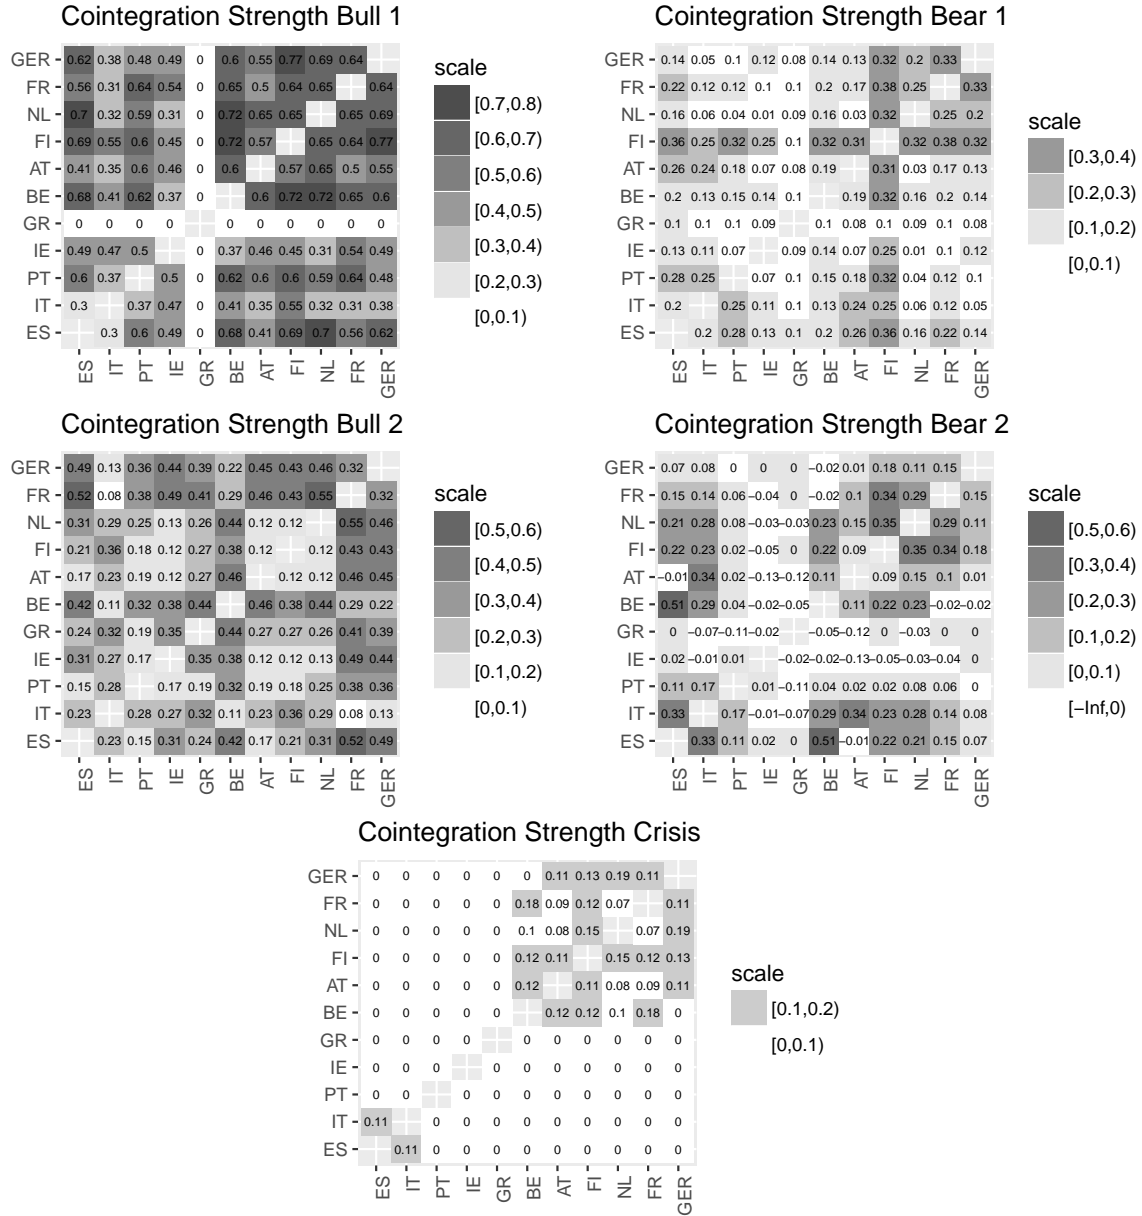 Cointegration Strength Bull 1
GER 0.62 0.38 0.48 0.49 0 0.6 0.55 0.77 0.69 0.64
FR 0.56 0.31 0.64 0.54 0 0.65 0.5 0.64 0.65 0.64
NL 0.7 0.32 0.59 0.31 0 0.72 0.65 0.65 0.65 0.69
FI 0.69 0.55 0.6 0.45 0 0.72 0.57 0.65 0.64 0.77
AT 0.41 0.35 0.6 0.46 0 0.6 0.57 0.65 0.5 0.55
BE 0.68 0.41 0.62 0.37 0 0.6 0.72 0.72 0.65 0.6
GR 0 0 0 0 0 0 0 0 0 0
IE 0.49 0.47 0.5 0 0.37 0.46 0.45 0.31 0.54 0.49
PT 0.6 0.37 0.5 0 0.62 0.6 0.6 0.59 0.64 0.48
IT 0.3 0.37 0.47 0 0.41 0.35 0.55 0.32 0.31 0.38
ES 0.3 0.6 0.49 0 0.68 0.41 0.69 0.7 0.56 0.62
ES IT PT IE GR BE AT FI NL FR GER
scale
[0.7,0.8)
[0.6,0.7)
[0.5,0.6)
[0.4,0.5)
[0.3,0.4)
[0.2,0.3)
[0,0.1)
Cointegration Strength Bear 1
GER 0.14 0.05 0.1 0.12 0.08 0.14 0.13 0.32 0.2 0.33
FR 0.22 0.12 0.12 0.1 0.1 0.2 0.17 0.38 0.25 0.33
NL 0.16 0.06 0.04 0.01 0.09 0.16 0.03 0.32 0.25 0.2
FI 0.36 0.25 0.32 0.25 0.1 0.32 0.31 0.32 0.38 0.32
AT 0.26 0.24 0.18 0.07 0.08 0.19 0.31 0.03 0.17 0.13
BE 0.2 0.13 0.15 0.14 0.1 0.19 0.32 0.16 0.2 0.14
GR 0.1 0.1 0.1 0.09 0.1 0.08 0.1 0.09 0.1 0.08
IE 0.13 0.11 0.07 0.09 0.14 0.07 0.25 0.01 0.1 0.12
PT 0.28 0.25 0.07 0.1 0.15 0.18 0.32 0.04 0.12 0.1
IT 0.2 0.25 0.11 0.1 0.13 0.24 0.25 0.06 0.12 0.05
ES 0.2 0.28 0.13 0.1 0.2 0.26 0.36 0.16 0.22 0.14
ES IT PT IE GR BE AT FI NL FR GER
scale
[0.3,0.4)
[0.2,0.3)
[0.1,0.2)
[0,0.1)
Cointegration Strength Bull 2
GER 0.49 0.13 0.36 0.44 0.39 0.22 0.45 0.43 0.46 0.32
FR 0.52 0.08 0.38 0.49 0.41 0.29 0.46 0.43 0.55 0.32
NL 0.31 0.29 0.25 0.13 0.26 0.44 0.12 0.12 0.55 0.46
FI 0.21 0.36 0.18 0.12 0.27 0.38 0.12 0.12 0.43 0.43
AT 0.17 0.23 0.19 0.12 0.27 0.46 0.12 0.12 0.46 0.45
BE 0.42 0.11 0.32 0.38 0.44 0.46 0.38 0.44 0.29 0.22
GR 0.24 0.32 0.19 0.35 0.44 0.27 0.27 0.26 0.41 0.39
IE 0.31 0.27 0.17 0.35 0.38 0.12 0.12 0.13 0.49 0.44
PT 0.15 0.28 0.17 0.19 0.32 0.19 0.18 0.25 0.38 0.36
IT 0.23 0.28 0.27 0.32 0.11 0.23 0.36 0.29 0.08 0.13
ES 0.23 0.15 0.31 0.24 0.42 0.17 0.21 0.31 0.52 0.49
ES IT PT IE GR BE AT FI NL FR GER
scale
[0.5,0.6)
[0.4,0.5)
[0.3,0.4)
[0.2,0.3)
[0.1,0.2)
[0,0.1)
Cointegration Strength Bear 2
GER 0.07 0.08 0 0 0 −0.02 0.01 0.18 0.11 0.15
FR 0.15 0.14 0.06 −0.04 0 −0.02 0.1 0.34 0.29 0.15
NL 0.21 0.28 0.08 −0.03 −0.03 0.23 0.15 0.35 0.29 0.11
FI 0.22 0.23 0.02 −0.05 0 0.22 0.09 0.35 0.34 0.18
AT −0.01 0.34 0.02 −0.13 −0.12 0.11 0.09 0.15 0.1 0.01
BE 0.51 0.29 0.04 −0.02 −0.05 0.11 0.22 0.23 −0.02 −0.02
GR 0 −0.07 −0.11 −0.02 −0.05 −0.12 0 −0.03 0 0
IE 0.02 −0.01 0.01 −0.02 −0.02 −0.13 −0.05 −0.03 −0.04 0
PT 0.11 0.17 0.01 −0.11 0.04 0.02 0.02 0.08 0.06 0
IT 0.33 0.17 −0.01 −0.07 0.29 0.34 0.23 0.28 0.14 0.08
ES 0.33 0.11 0.02 0 0.51 −0.01 0.22 0.21 0.15 0.07
ES IT PT IE GR BE AT FI NL FR GER
scale
[0.5,0.6)
[0.3,0.4)
[0.2,0.3)
[0.1,0.2)
[0,0.1)
[−Inf,0)
Cointegration Strength Crisis
GER 0 0 0 0 0 0 0.11 0.13 0.19 0.11
FR 0 0 0 0 0 0.18 0.09 0.12 0.07 0.11
NL 0 0 0 0 0 0.1 0.08 0.15 0.07 0.19
FI 0 0 0 0 0 0.12 0.11 0.15 0.12 0.13
AT 0 0 0 0 0 0.12 0.11 0.08 0.09 0.11
BE 0 0 0 0 0 0.12 0.12 0.1 0.18 0
GR 0 0 0 0 0 0 0 0 0 0
IE 0 0 0 0 0 0 0 0 0 0
PT 0 0 0 0 0 0 0 0 0 0
IT 0.11 0 0 0 0 0 0 0 0 0
ES 0.11 0 0 0 0 0 0 0 0 0
ES IT PT IE GR BE AT FI NL FR GER
scale
[0.1,0.2)
[0,0.1)